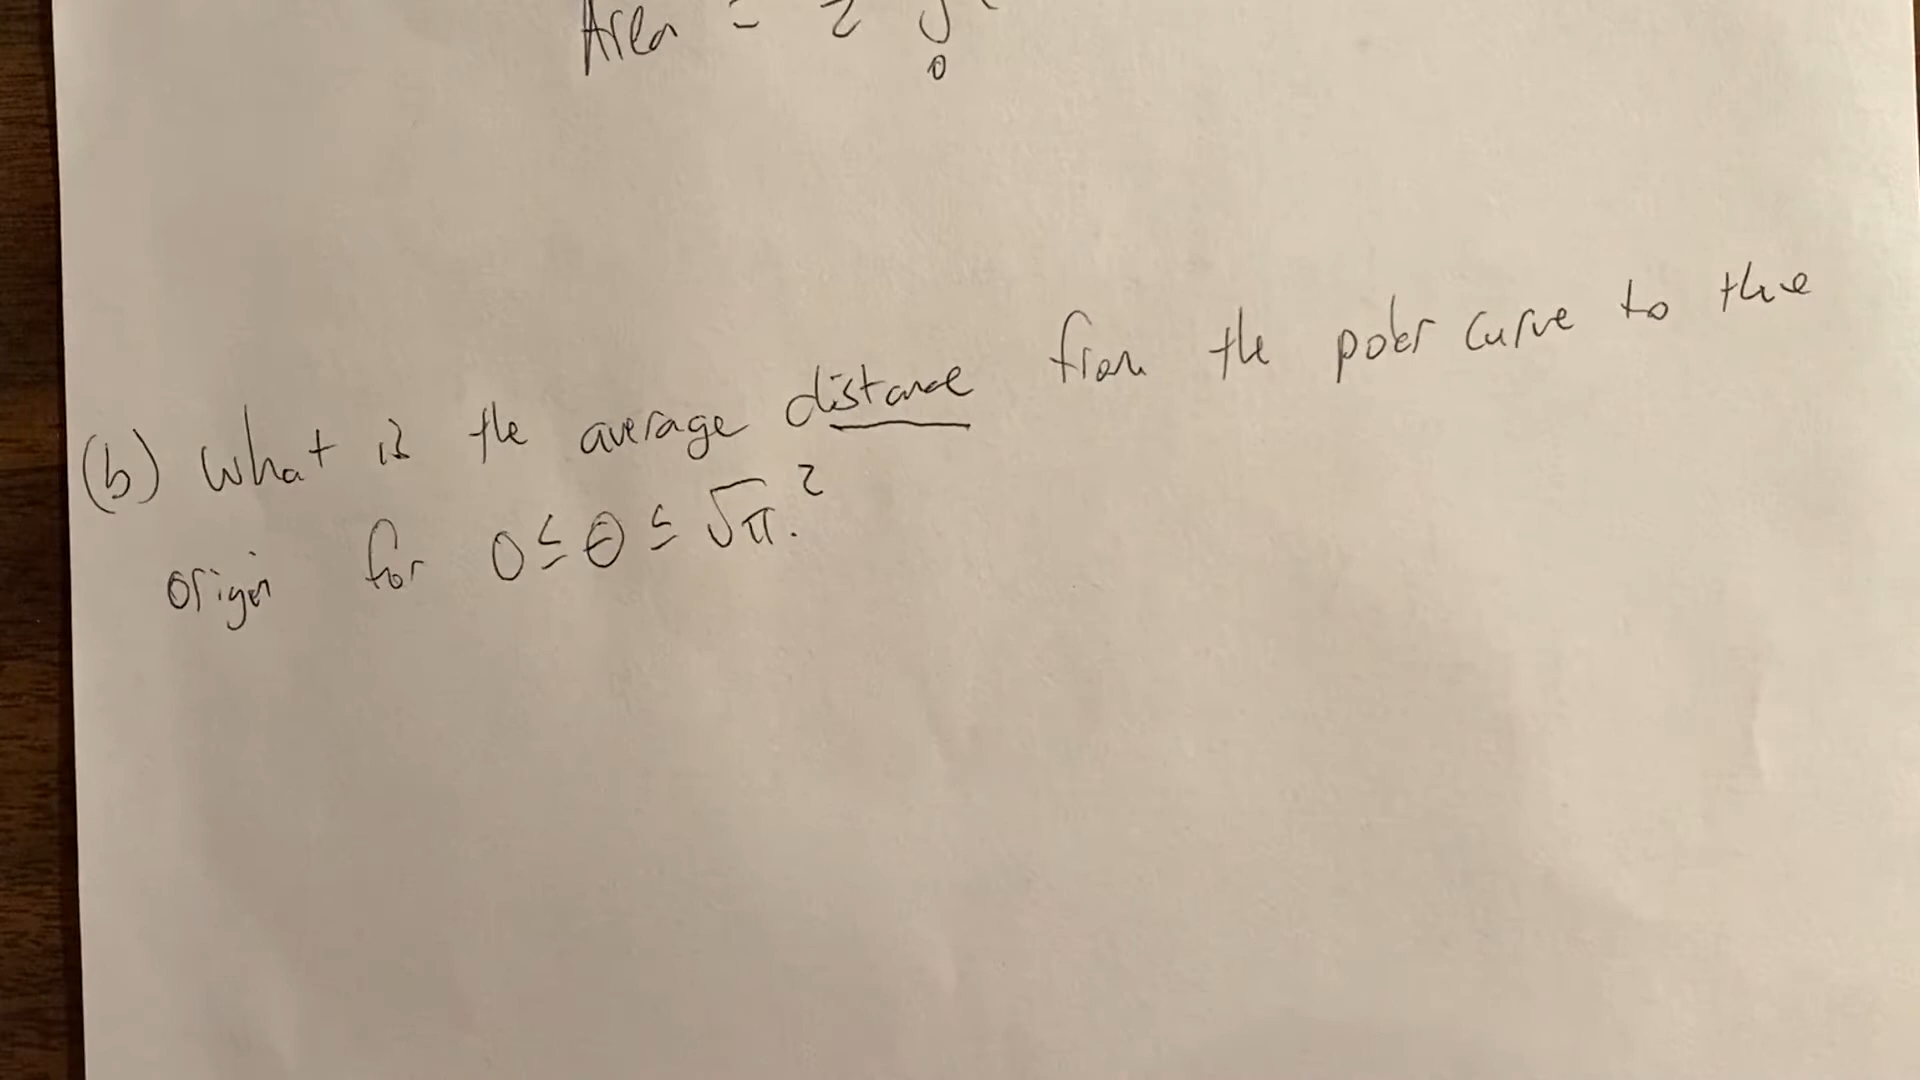 Area = 2 ∫
0
(b) What is the average distance from the polar curve to the
origin for 0 ≤ θ ≤ √π.?